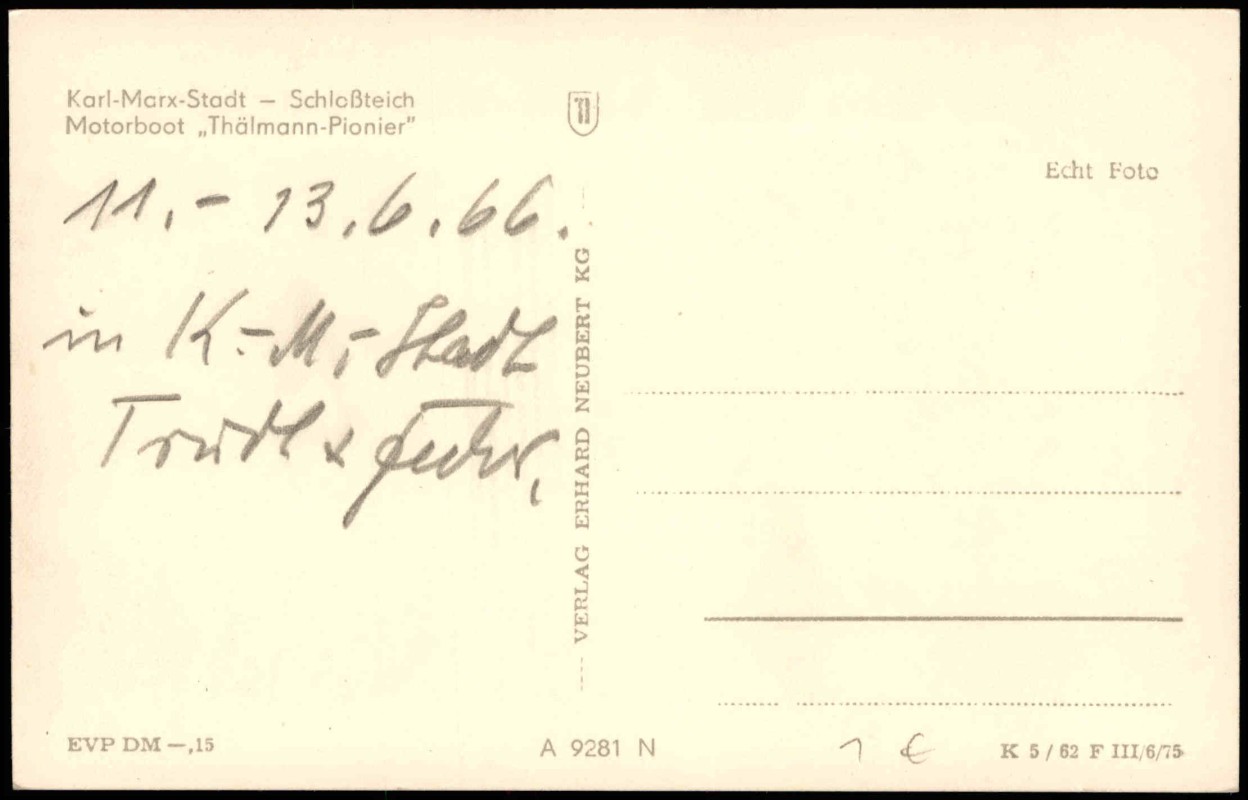 Karl-Marx-Stadt – Schloßteich
Motorboot „Thälmann-Pionier"
11.- 13.6.66.
in K.-M.-Stadt
Trudl &
VERLAG ERHARD NEUBERT KG
Echt Foto
EVP DM –,15
A 9281 N
1 €
K 5/62 F III/6/75